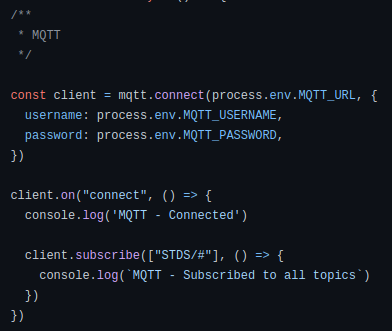 /**
 * MQTT
 */
const client = mqtt.connect(process.env.MQTT_URL, {
  username: process.env.MQTT_USERNAME,
  password: process.env.MQTT_PASSWORD,
})
client.on("connect", () => {
  console.log('MQTT - Connected')
  client.subscribe(["STDS/#"], () => {
    console.log(`MQTT - Subscribed to all topics`)
  })
})